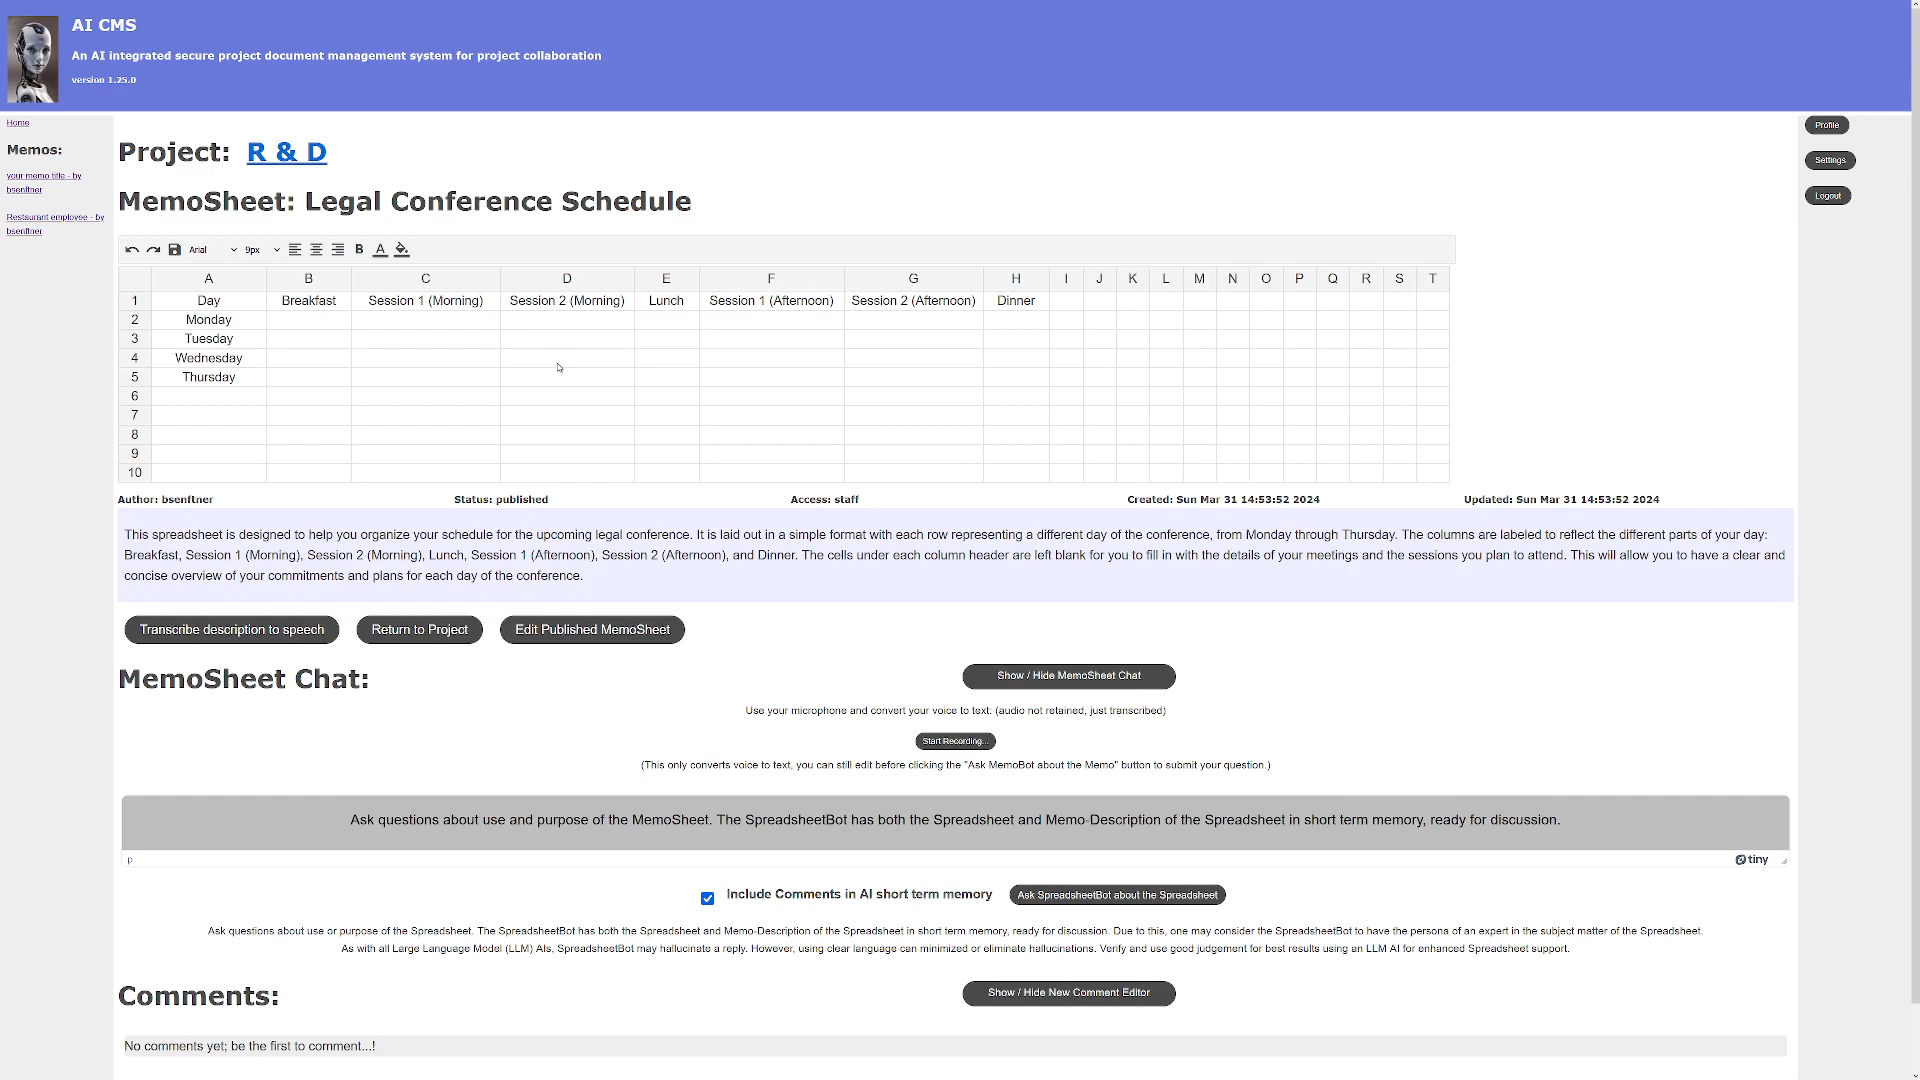 AI CMS
An AI integrated secure project document management system for project collaboration
version 1.25.0
Home
Memos:
your memo title - by
bsenftner
Restaurant employee - by
bsenftner
Profile
Settings
Logout
Project: R & D
MemoSheet: Legal Conference Schedule
Arial 9px B A
A B C D E F G H I J K L M N O P Q R S T
1 Day Breakfast Session 1 (Morning) Session 2 (Morning) Lunch Session 1 (Afternoon) Session 2 (Afternoon) Dinner
2 Monday
3 Tuesday
4 Wednesday
5 Thursday
6
7
8
9
10
Author: bsenftner Status: published Access: staff Created: Sun Mar 31 14:53:52 2024 Updated: Sun Mar 31 14:53:52 2024
This spreadsheet is designed to help you organize your schedule for the upcoming legal conference. It is laid out in a simple format with each row representing a different day of the conference, from Monday through Thursday. The columns are labeled to reflect the different parts of your day:
Breakfast, Session 1 (Morning), Session 2 (Morning), Lunch, Session 1 (Afternoon), Session 2 (Afternoon), and Dinner. The cells under each column header are left blank for you to fill in with the details of your meetings and the sessions you plan to attend. This will allow you to have a clear and
concise overview of your commitments and plans for each day of the conference.
Transcribe description to speech Return to Project Edit Published MemoSheet
MemoSheet Chat: Show / Hide MemoSheet Chat
Use your microphone and convert your voice to text: (audio not retained, just transcribed)
Start Recording...
(This only converts voice to text, you can still edit before clicking the "Ask MemoBot about the Memo" button to submit your question.)
Ask questions about use and purpose of the MemoSheet. The SpreadsheetBot has both the Spreadsheet and Memo-Description of the Spreadsheet in short term memory, ready for discussion.
p tiny
Include Comments in AI short term memory Ask SpreadsheetBot about the Spreadsheet
Ask questions about use or purpose of the Spreadsheet. The SpreadsheetBot has both the Spreadsheet and Memo-Description of the Spreadsheet in short term memory, ready for discussion. Due to this, one may consider the SpreadsheetBot to have the persona of an expert in the subject matter of the Spreadsheet.
As with all Large Language Model (LLM) AIs, SpreadsheetBot may hallucinate a reply. However, using clear language can minimized or eliminate hallucinations. Verify and use good judgement for best results using an LLM AI for enhanced Spreadsheet support.
Comments: Show / Hide New Comment Editor
No comments yet; be the first to comment...!